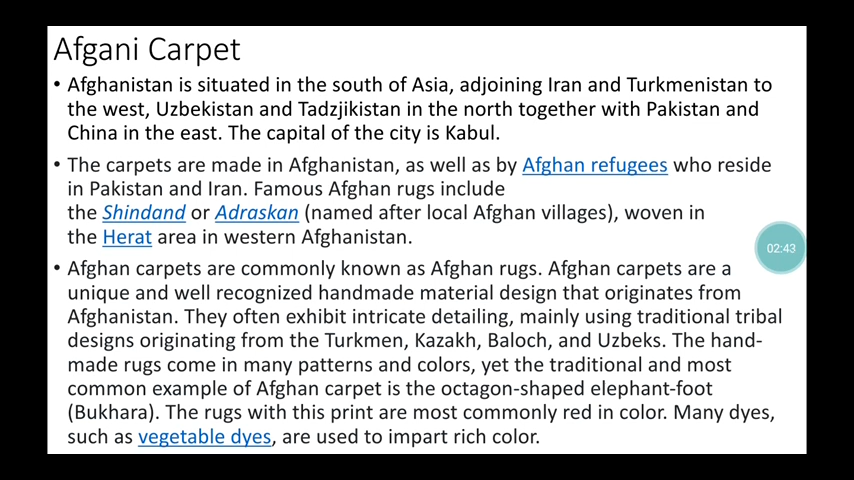 Afgani Carpet
• Afghanistan is situated in the south of Asia, adjoining Iran and Turkmenistan to
the west, Uzbekistan and Tadzjikistan in the north together with Pakistan and
China in the east. The capital of the city is Kabul.
• The carpets are made in Afghanistan, as well as by Afghan refugees who reside
in Pakistan and Iran. Famous Afghan rugs include
the Shindand or Adraskan (named after local Afghan villages), woven in
the Herat area in western Afghanistan.
02:43
• Afghan carpets are commonly known as Afghan rugs. Afghan carpets are a
unique and well recognized handmade material design that originates from
Afghanistan. They often exhibit intricate detailing, mainly using traditional tribal
designs originating from the Turkmen, Kazakh, Baloch, and Uzbeks. The hand-
made rugs come in many patterns and colors, yet the traditional and most
common example of Afghan carpet is the octagon-shaped elephant-foot
(Bukhara). The rugs with this print are most commonly red in color. Many dyes,
such as vegetable dyes, are used to impart rich color.